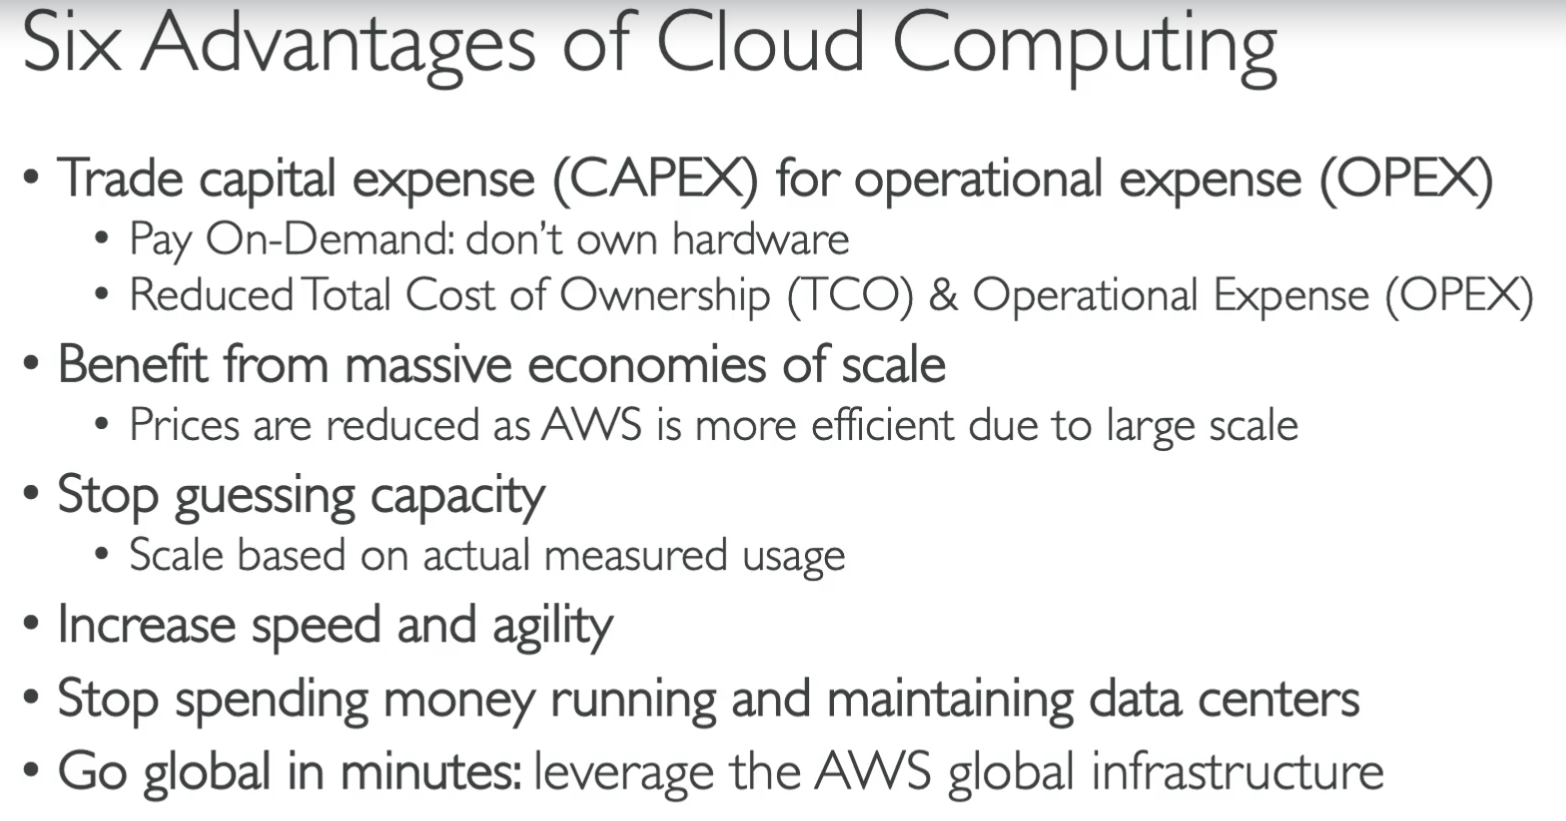 Six Advantages of Cloud Computing
• Trade capital expense (CAPEX) for operational expense (OPEX)
• Pay On-Demand: don’t own hardware
• Reduced Total Cost of Ownership (TCO) & Operational Expense (OPEX)
• Benefit from massive economies of scale
• Prices are reduced as AWS is more efficient due to large scale
• Stop guessing capacity
• Scale based on actual measured usage
• Increase speed and agility
• Stop spending money running and maintaining data centers
• Go global in minutes: leverage the AWS global infrastructure